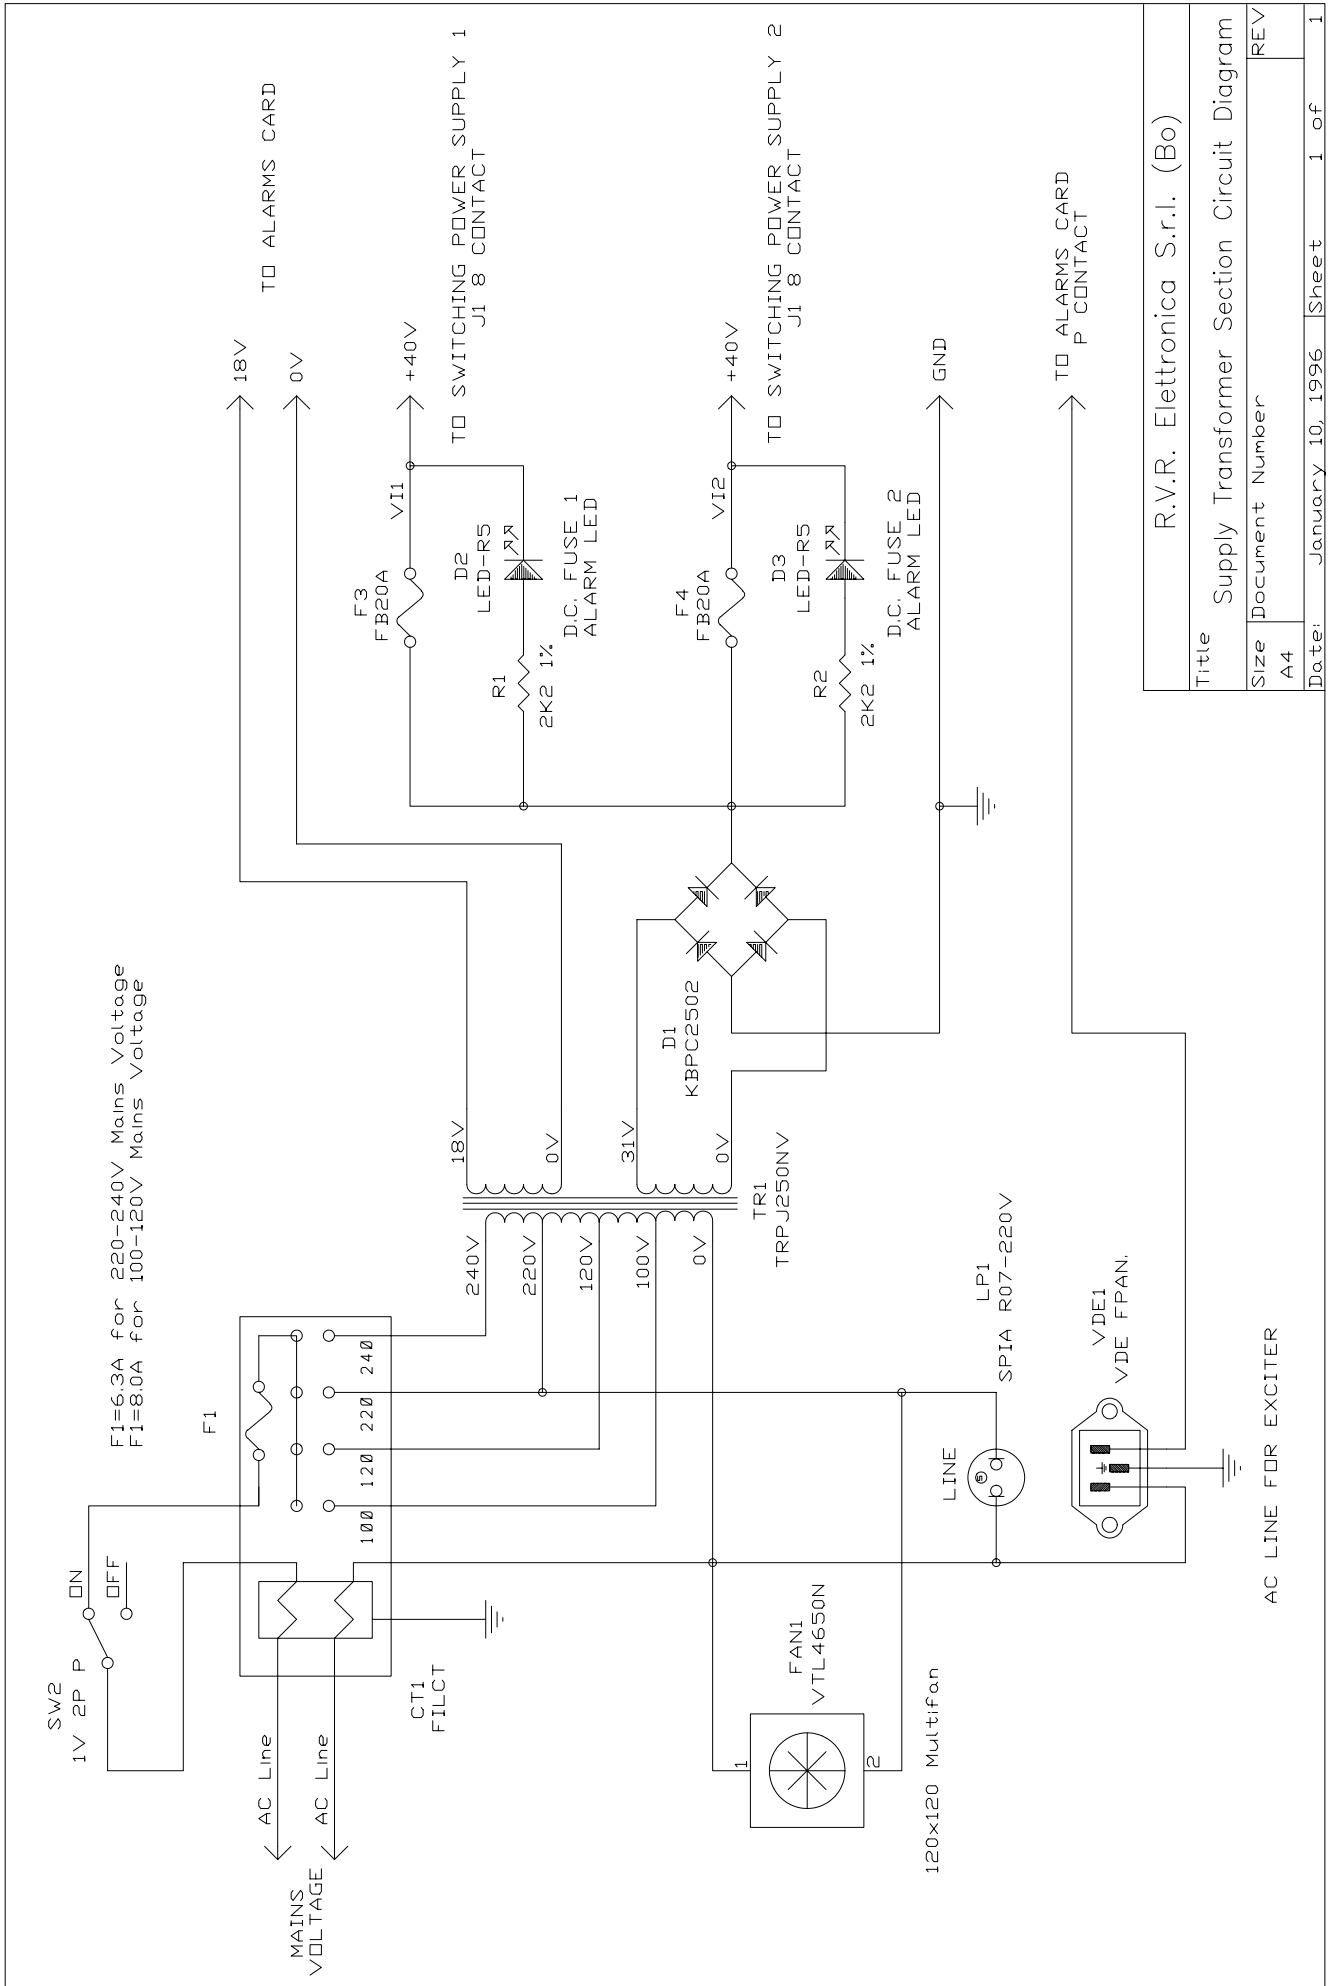 F1=6.3A for 220-240V Mains Voltage
F1=8.0A for 100-120V Mains Voltage
SW2
1V 2P P
ON
OFF
F1
AC Line
AC Line
MAINS
VOLTAGE
100
120
220
240
CT1
FILCT
240V
220V
120V
100V
0V
18V
0V
31V
0V
TR1
TRPJ250NV
D1
KBPC2502
18V
0V
TO ALARMS CARD
F3
FB20A
VI1
+40V
TO SWITCHING POWER SUPPLY 1
J1 8 CONTACT
R1
2K2 1%
D2
LED-R5
D.C. FUSE 1
ALARM LED
F4
FB20A
VI2
+40V
TO SWITCHING POWER SUPPLY 2
J1 8 CONTACT
R2
2K2 1%
D3
LED-R5
D.C. FUSE 2
ALARM LED
GND
TO ALARMS CARD
P CONTACT
FAN1
VTL4650N
1
2
120x120 Multifan
LINE
LP1
SPIA R07-220V
VDE1
VDE FPAN.
AC LINE FOR EXCITER
R.V.R. Elettronica S.r.l. (Bo)
Title
Supply Transformer Section Circuit Diagram
Size Document Number REV
A4
Date: January 10, 1996 Sheet 1 of 1